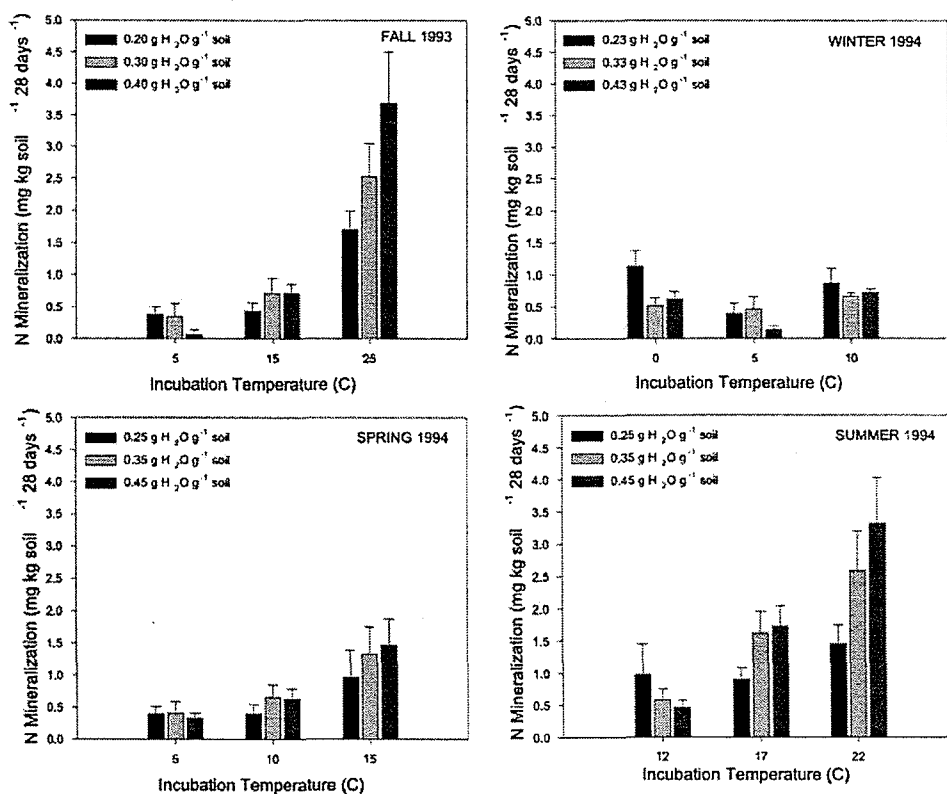 FALL 1993
0.20 g H2O g-1 soil
0.30 g H2O g-1 soil
0.40 g H2O g-1 soil
N Mineralization (mg kg soil -1 28 days -1)
5.0
4.5
4.0
3.5
3.0
2.5
2.0
1.5
1.0
0.5
0.0
5 15 25
Incubation Temperature (C)
WINTER 1994
0.23 g H2O g-1 soil
0.33 g H2O g-1 soil
0.43 g H2O g-1 soil
N Mineralization (mg kg soil -1 28 days -1)
5.0
4.5
4.0
3.5
3.0
2.5
2.0
1.5
1.0
0.5
0.0
0 5 10
Incubation Temperature (C)
SPRING 1994
0.25 g H2O g-1 soil
0.35 g H2O g-1 soil
0.45 g H2O g-1 soil
N Mineralization (mg kg soil -1 28 days -1)
5.0
4.5
4.0
3.5
3.0
2.5
2.0
1.5
1.0
0.5
0.0
5 10 15
Incubation Temperature (C)
SUMMER 1994
0.25 g H2O g-1 soil
0.35 g H2O g-1 soil
0.45 g H2O g-1 soil
N Mineralization (mg kg soil -1 28 days -1)
5.0
4.5
4.0
3.5
3.0
2.5
2.0
1.5
1.0
0.5
0.0
12 17 22
Incubation Temperature (C)